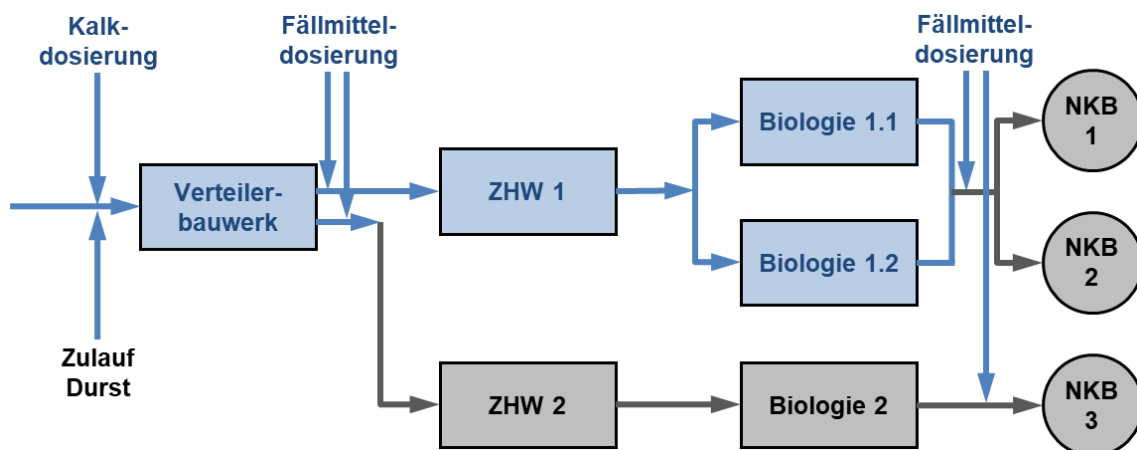 Kalk-
dosierung
Fällmittel-
dosierung
Fällmittel-
dosierung
Verteiler-
bauwerk
ZHW 1
Biologie 1.1
Biologie 1.2
NKB
1
NKB
2
Zulauf
Durst
ZHW 2
Biologie 2
NKB
3